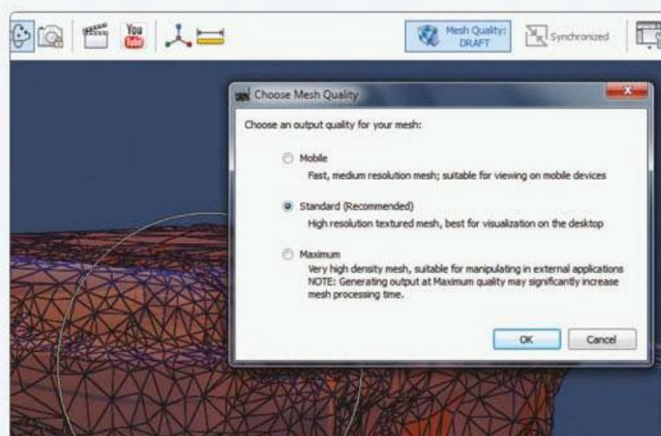 You
Tube
Mesh Quality:
DRAFT
Synchronized
Choose Mesh Quality
Choose an output quality for your mesh:
Mobile
Fast, medium resolution mesh; suitable for viewing on mobile devices
Standard (Recommended)
High resolution textured mesh, best for visualization on the desktop
Maximum
Very high density mesh, suitable for manipulating in external applications
NOTE: Generating output at Maximum quality may significantly increase
mesh processing time.
OK
Cancel